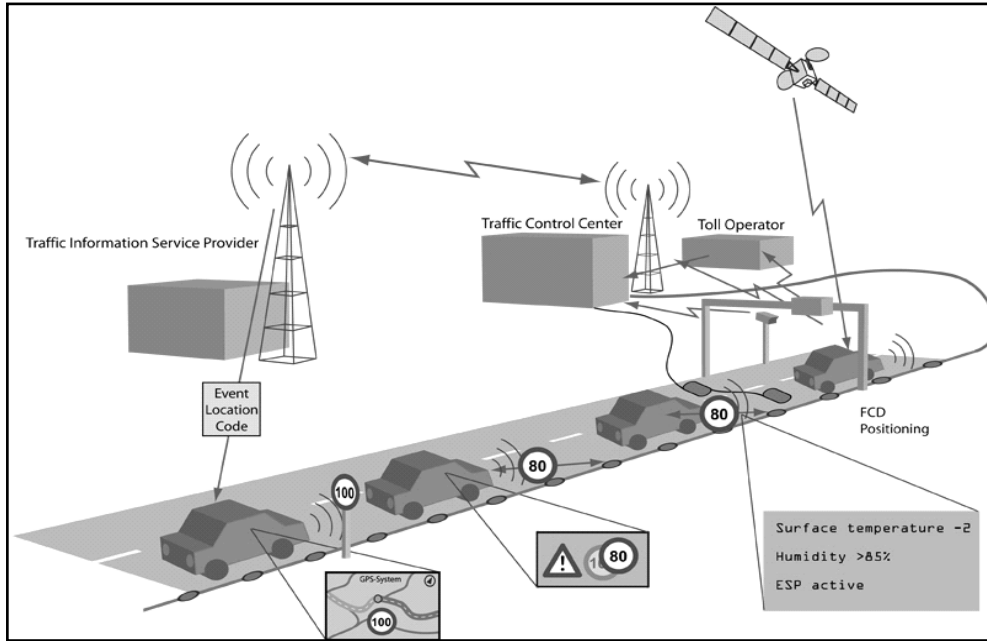 Traffic Information Service Provider
Traffic Control Center
Toll Operator
Event
Location
Code
FCD
Positioning
80
80
100
80
GPS-System
100
Surface temperature -2
Humidity >85%
ESP active